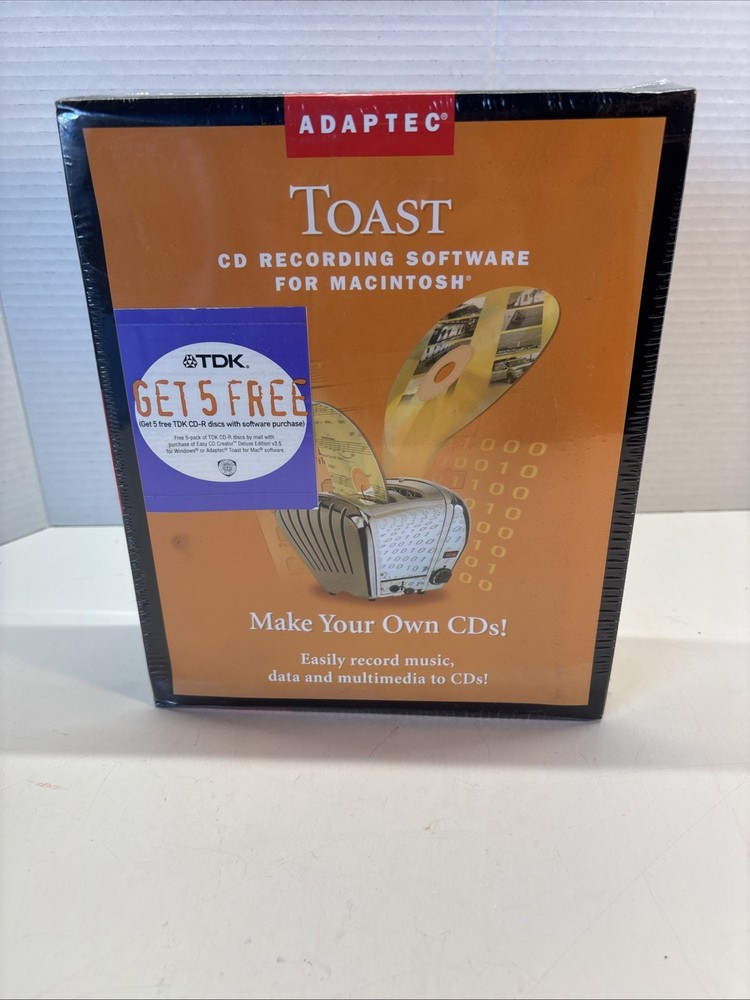 ADAPTEC®
TOAST
CD RECORDING SOFTWARE
FOR MACINTOSH®
TDK®
GET 5 FREE
(Get 5 free TDK CD-R discs with software purchase)
Free 5-pack of TDK CD-R discs by mail with
purchase of Easy CD Creator™ Deluxe Edition v3.5
for Windows® or Adaptec® Toast for Mac® software.
Make Your Own CDs!
Easily record music,
data and multimedia to CDs!